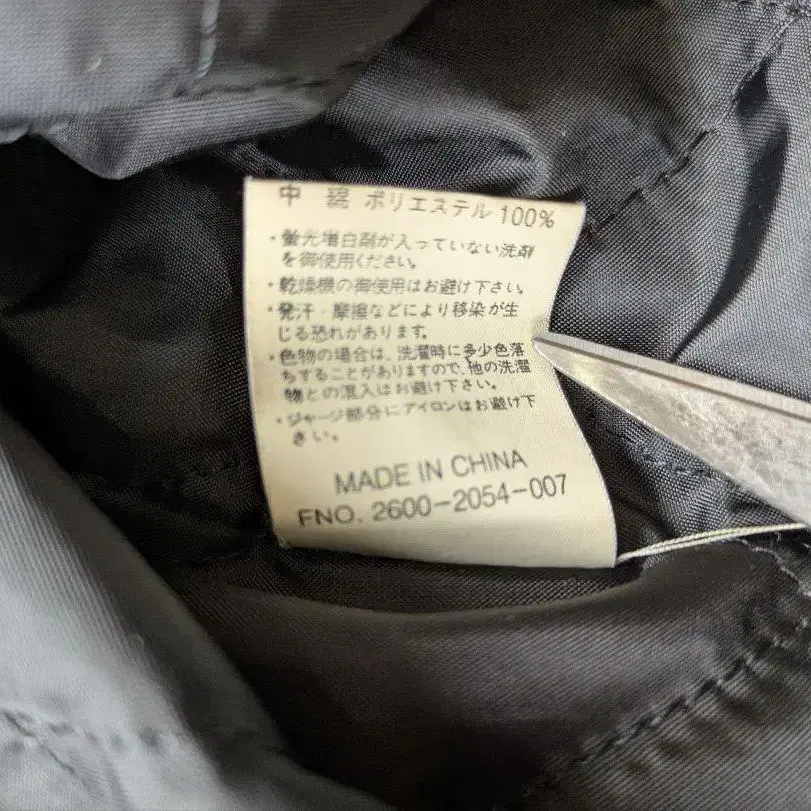 中 綿 ポリエステル 100%
・蛍光増白剤が入っていない洗剤
を御使用ください。
・乾燥機の御使用はお避け下さい。
・発汗・摩擦などにより移染が生
じる恐れがあります。
・色物の場合は、洗濯時に多少色落
ちすることがありますので、他の洗濯
物との混入はお避け下さい。
・ジャージ部分にアイロンはお避け下
さい。
MADE IN CHINA
FNO. 2600-2054-007